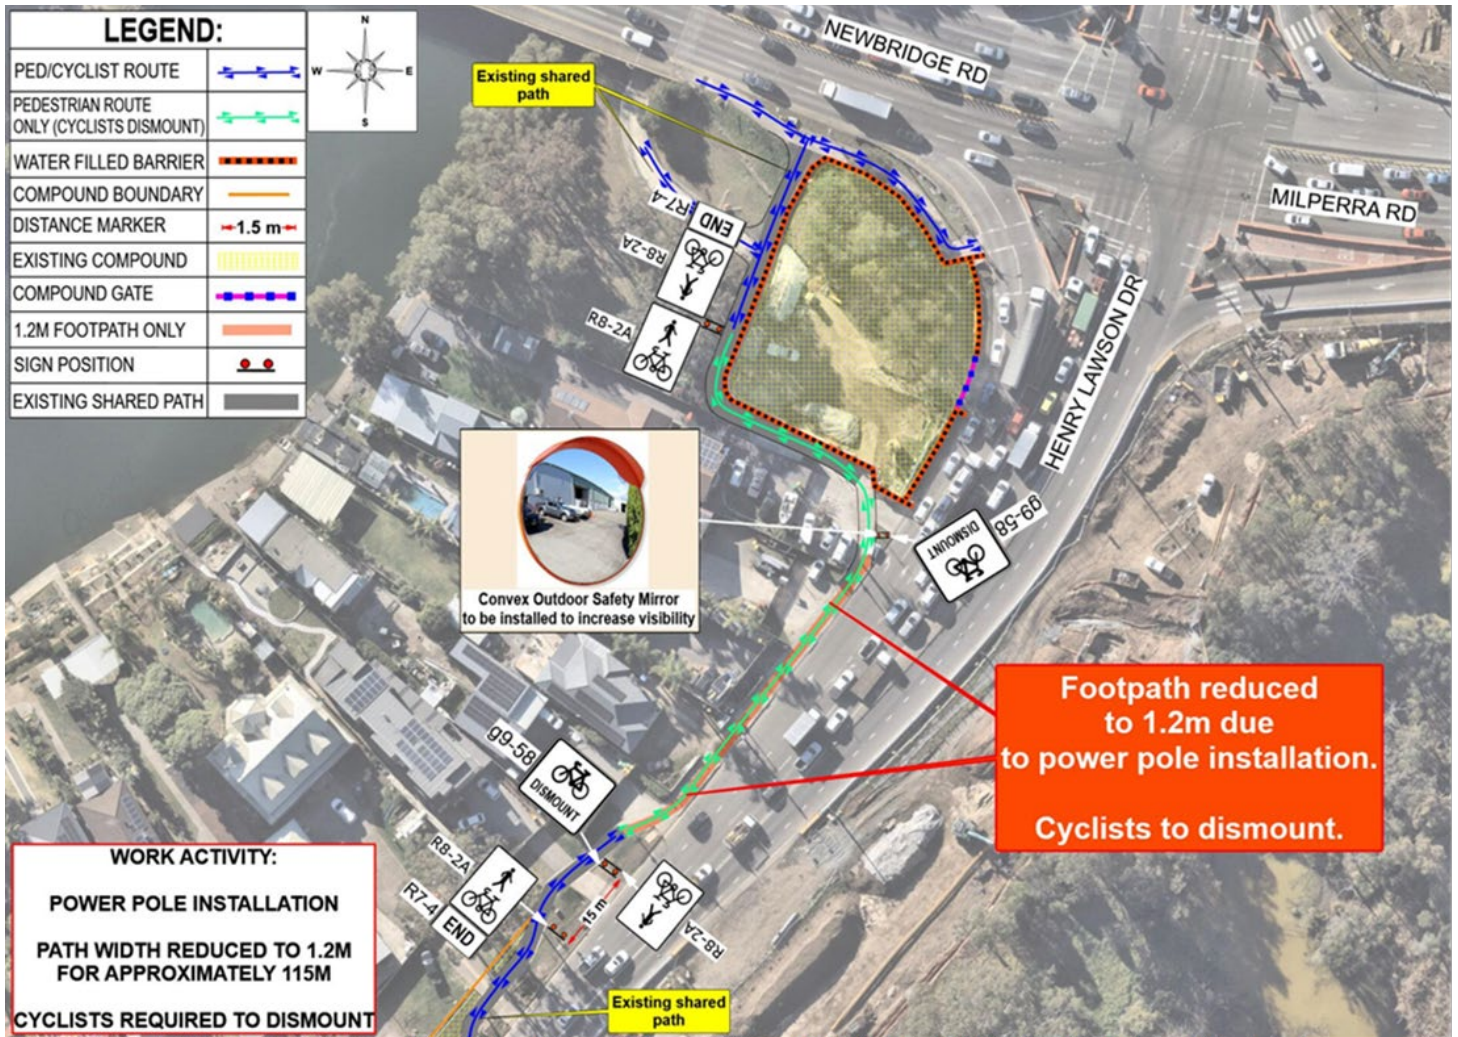 LEGEND:
PED/CYCLIST ROUTE
PEDESTRIAN ROUTE
ONLY (CYCLISTS DISMOUNT)
WATER FILLED BARRIER
COMPOUND BOUNDARY
DISTANCE MARKER
1.5 m
EXISTING COMPOUND
COMPOUND GATE
1.2M FOOTPATH ONLY
SIGN POSITION
EXISTING SHARED PATH
N
W
E
S
Existing shared
path
NEWBRIDGE RD
MILPERRA RD
HENRY LAWSON DR
R7-4
END
R8-2A
R8-2A
Convex Outdoor Safety Mirror
to be installed to increase visibility
g9-58
DISMOUNT
Footpath reduced
to 1.2m due
to power pole installation.
Cyclists to dismount.
g9-58
DISMOUNT
R8-2A
R7-4
END
15 m
R8-2A
Existing shared
path
WORK ACTIVITY:
POWER POLE INSTALLATION
PATH WIDTH REDUCED TO 1.2M
FOR APPROXIMATELY 115M
CYCLISTS REQUIRED TO DISMOUNT